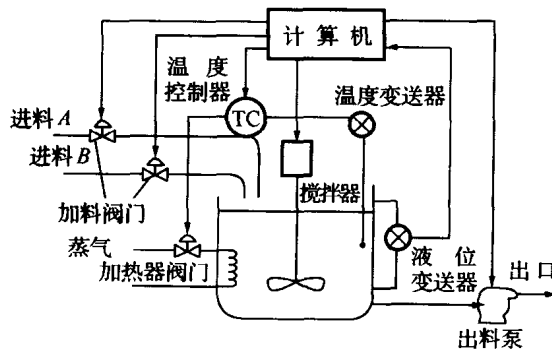 计算机
温度
控制器
TC
温度变送器
进料A
进料B
搅拌器
加料阀门
蒸气
加热器阀门
液位
变送器
出口
出料泵